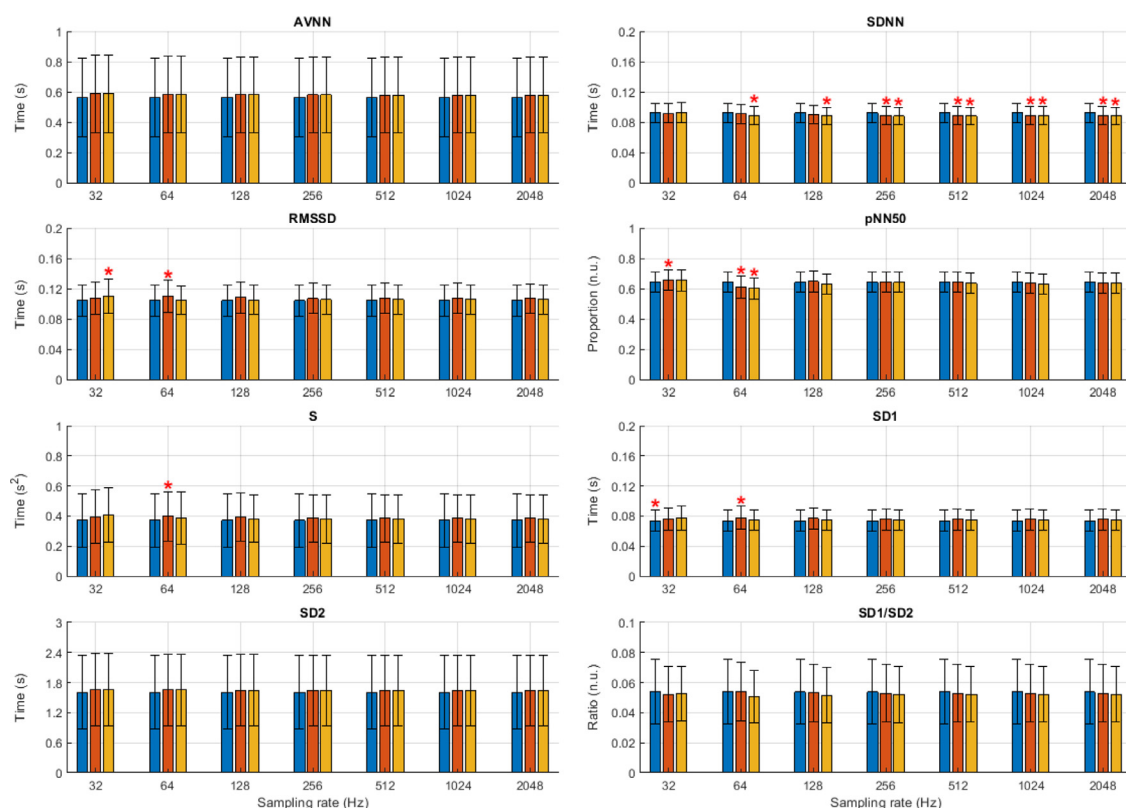 AVNN
Time (s)
1
0.8
0.6
0.4
0.2
0
32 64 128 256 512 1024 2048
SDNN
Time (s)
0.2
0.16
0.12
0.08
0.04
0
* * * * * * * * * *
32 64 128 256 512 1024 2048
RMSSD
Time (s)
0.2
0.16
0.12
0.08
0.04
0
* *
32 64 128 256 512 1024 2048
pNN50
Proportion (n.u.)
1
0.8
0.6
0.4
0.2
0
* * *
32 64 128 256 512 1024 2048
S
Time (s²)
1
0.8
0.6
0.4
0.2
0
*
32 64 128 256 512 1024 2048
SD1
Time (s)
0.2
0.16
0.12
0.08
0.04
0
* *
32 64 128 256 512 1024 2048
SD2
Time (s)
3
2.4
1.8
1.2
0.6
0
32 64 128 256 512 1024 2048
Sampling rate (Hz)
SD1/SD2
Ratio (n.u.)
0.1
0.08
0.06
0.04
0.02
0
32 64 128 256 512 1024 2048
Sampling rate (Hz)